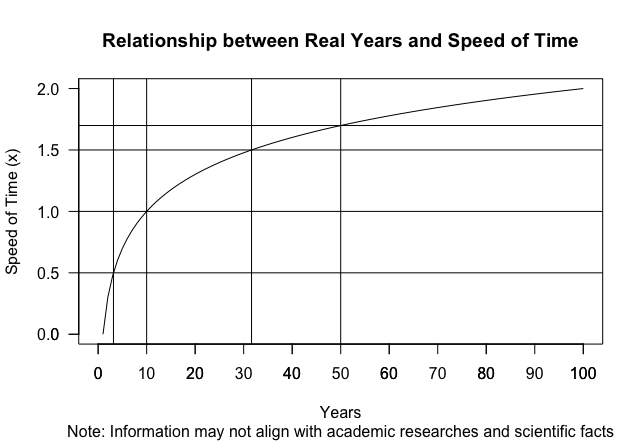 Relationship between Real Years and Speed of Time
Speed of Time (x)
2.0
1.5
1.0
0.5
0.0
0 10 20 30 40 50 60 70 80 90 100
Years
Note: Information may not align with academic researches and scientific facts